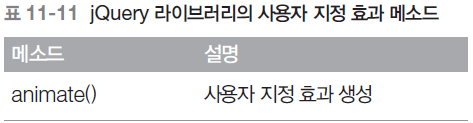 표 11-11 jQuery 라이브러리의 사용자 지정 효과 메소드
메소드 설명
animate() 사용자 지정 효과 생성